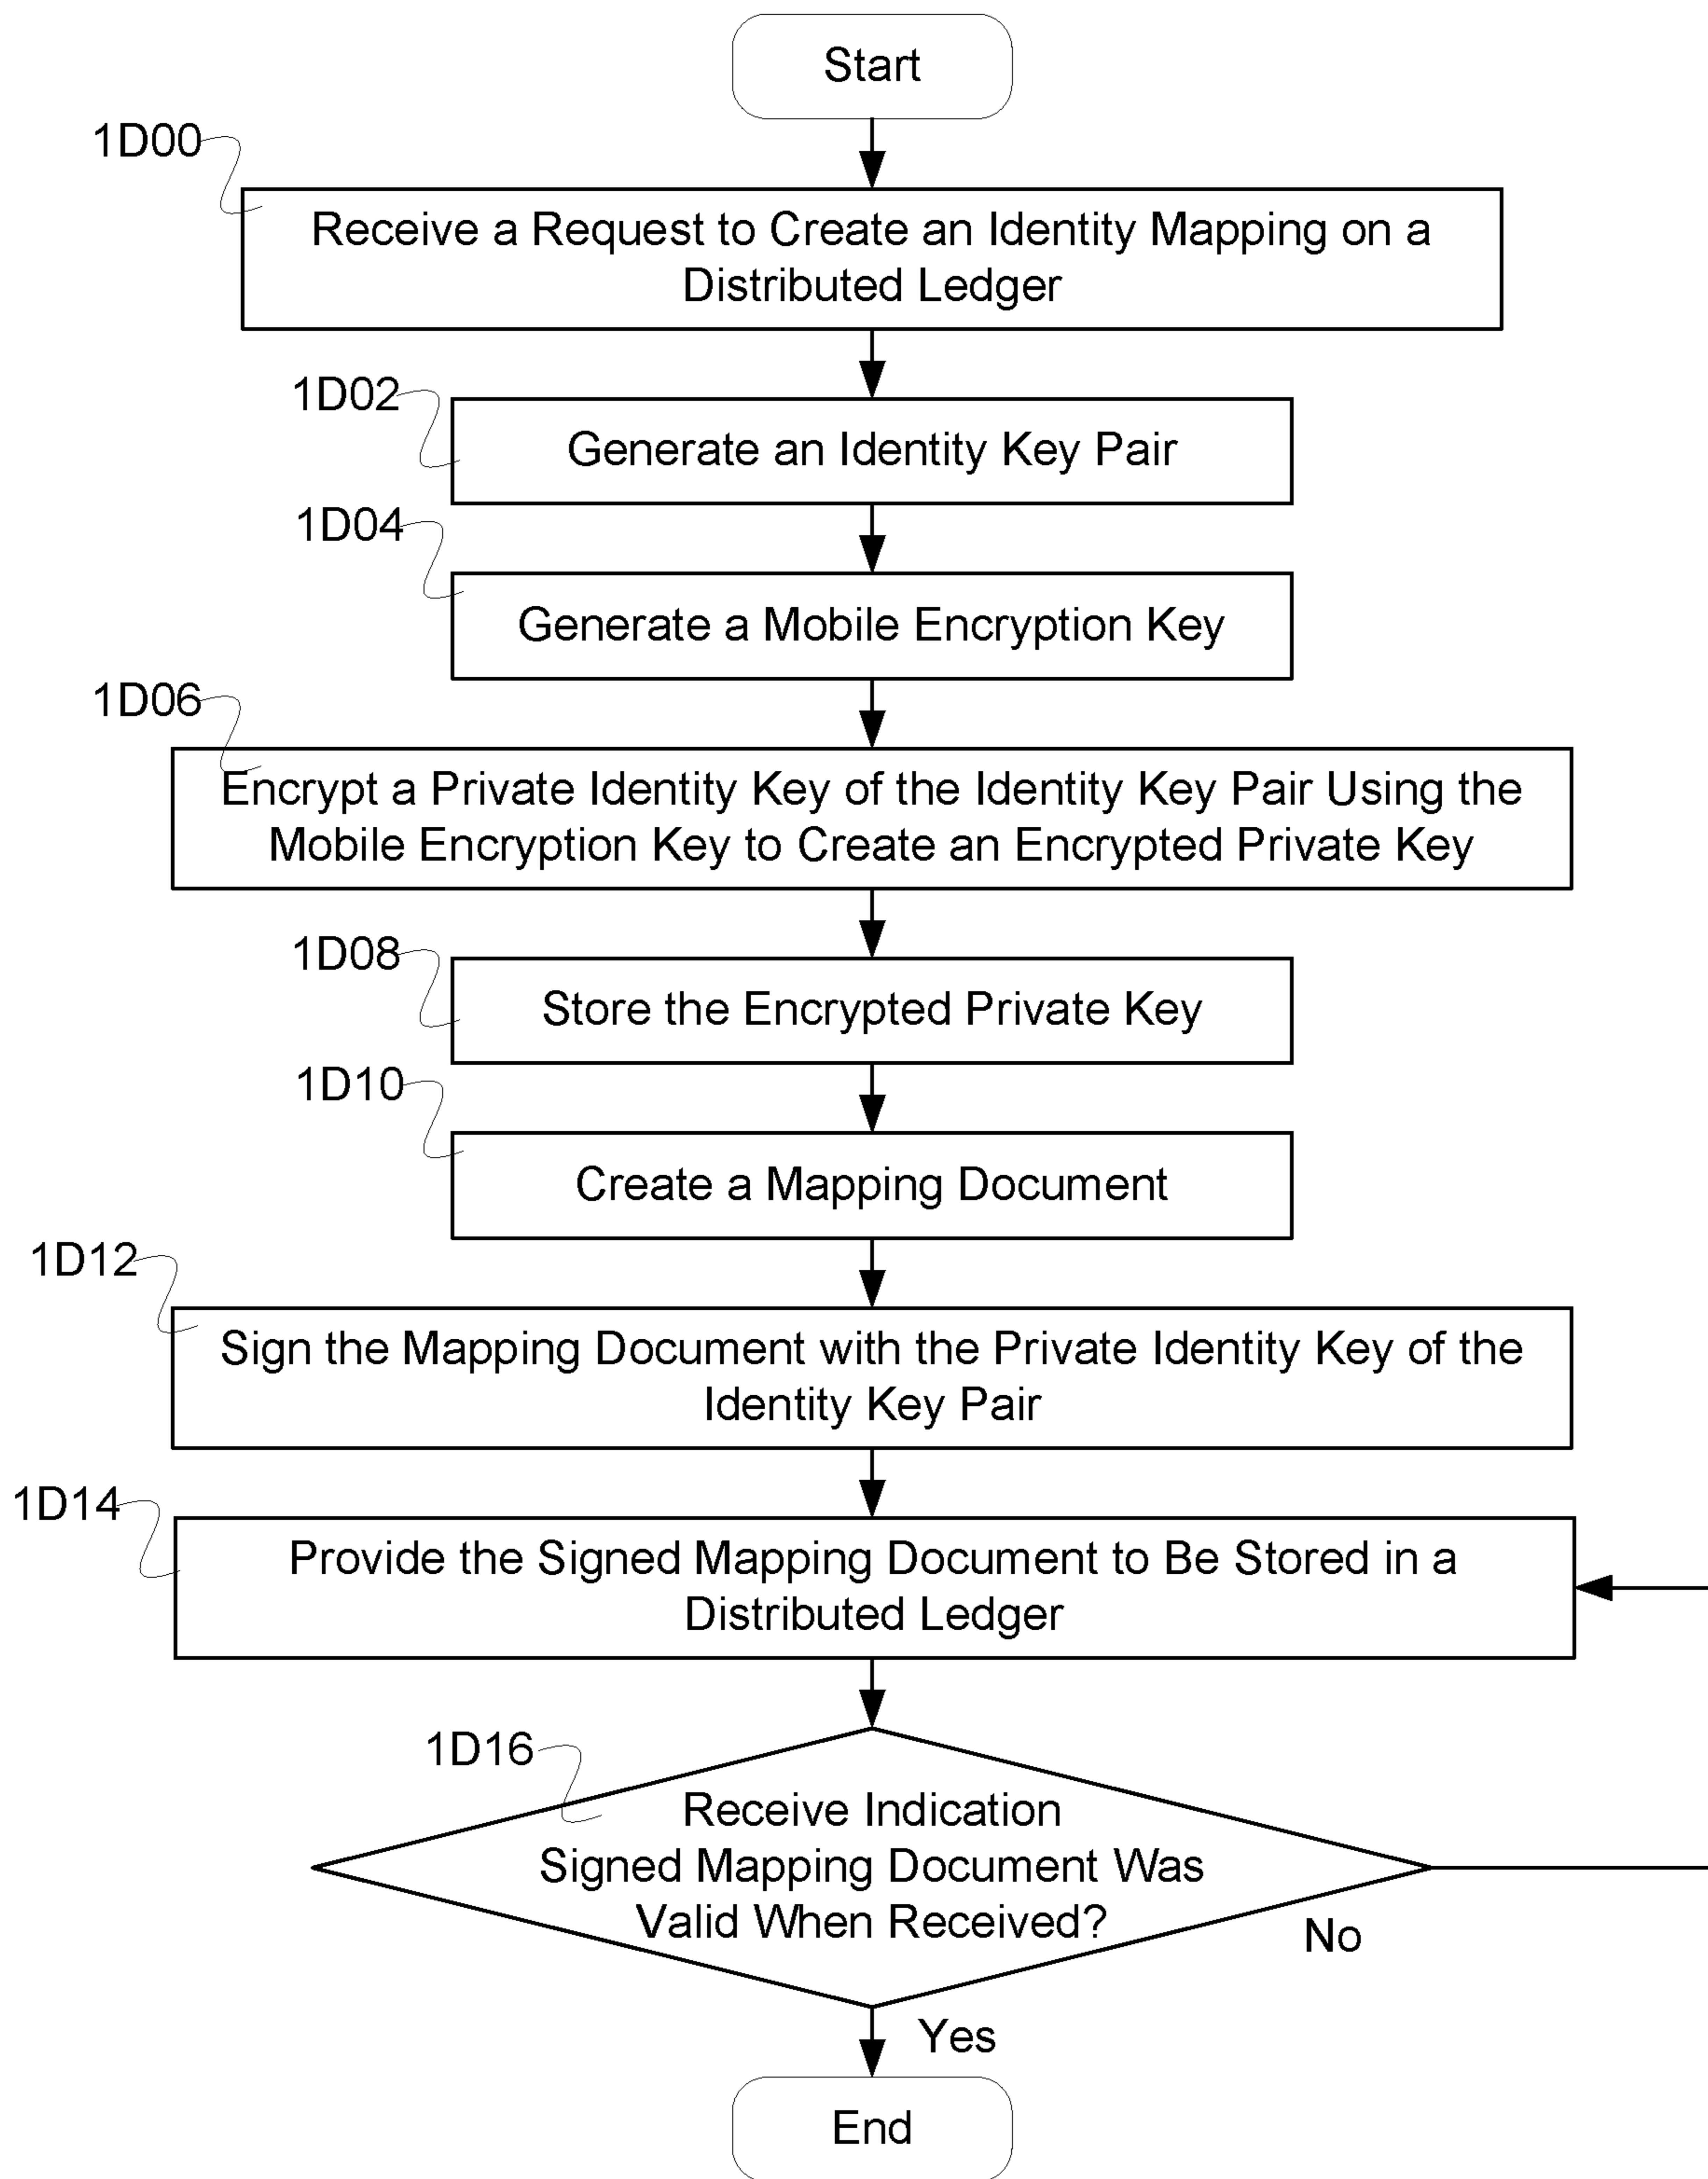 Start
1D00
Receive a Request to Create an Identity Mapping on a
Distributed Ledger
1D02
Generate an Identity Key Pair
1D04
Generate a Mobile Encryption Key
1D06
Encrypt a Private Identity Key of the Identity Key Pair Using the
Mobile Encryption Key to Create an Encrypted Private Key
1D08
Store the Encrypted Private Key
1D10
Create a Mapping Document
1D12
Sign the Mapping Document with the Private Identity Key of the
Identity Key Pair
1D14
Provide the Signed Mapping Document to Be Stored in a
Distributed Ledger
1D16
Receive Indication
Signed Mapping Document Was
Valid When Received?
No
Yes
End